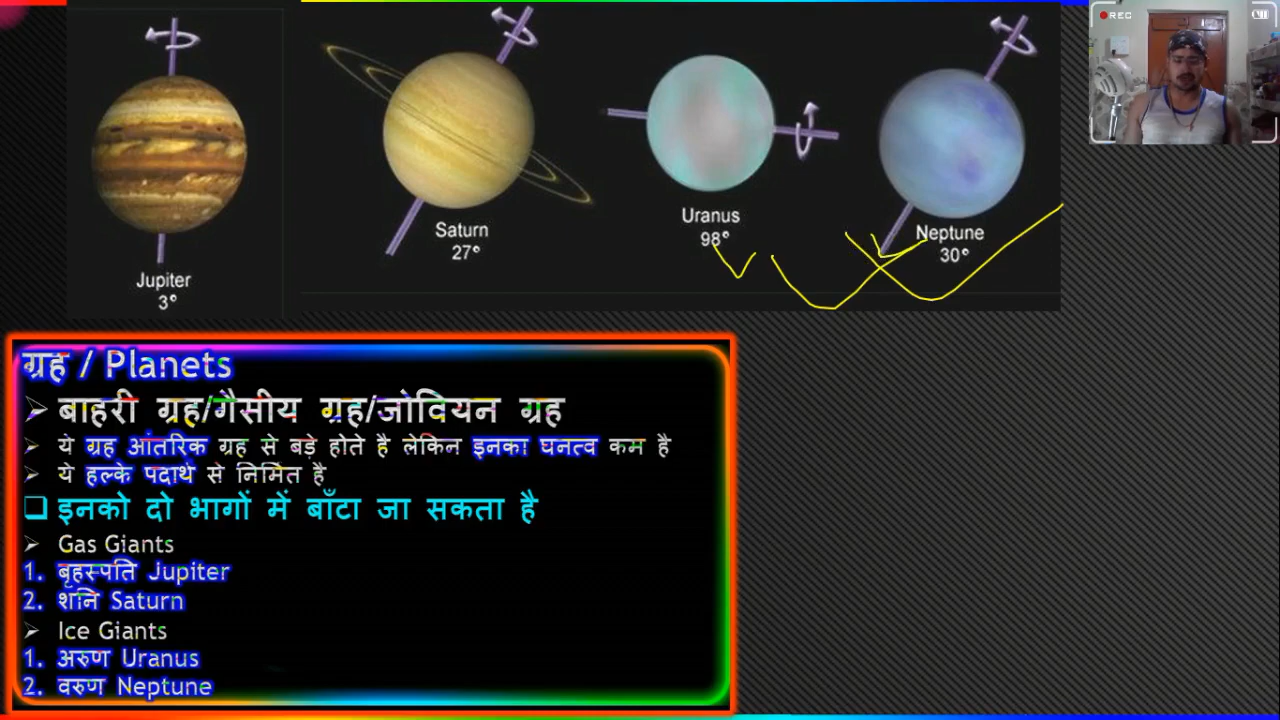 REC
Jupiter
3°
Saturn
27°
Uranus
98°
Neptune
30°
ग्रह / Planets
➢ बाहरी ग्रह/गैसीय ग्रह/जोवियन ग्रह
➢ ये ग्रह आंतरिक ग्रह से बड़े होते है लेकिन इनका घनत्व कम है
➢ ये हल्के पदार्थ से निर्मित है
❑ इनको दो भागों में बाँटा जा सकता है
➢ Gas Giants
1. बृहस्पति Jupiter
2. शनि Saturn
➢ Ice Giants
1. अरुण Uranus
2. वरुण Neptune